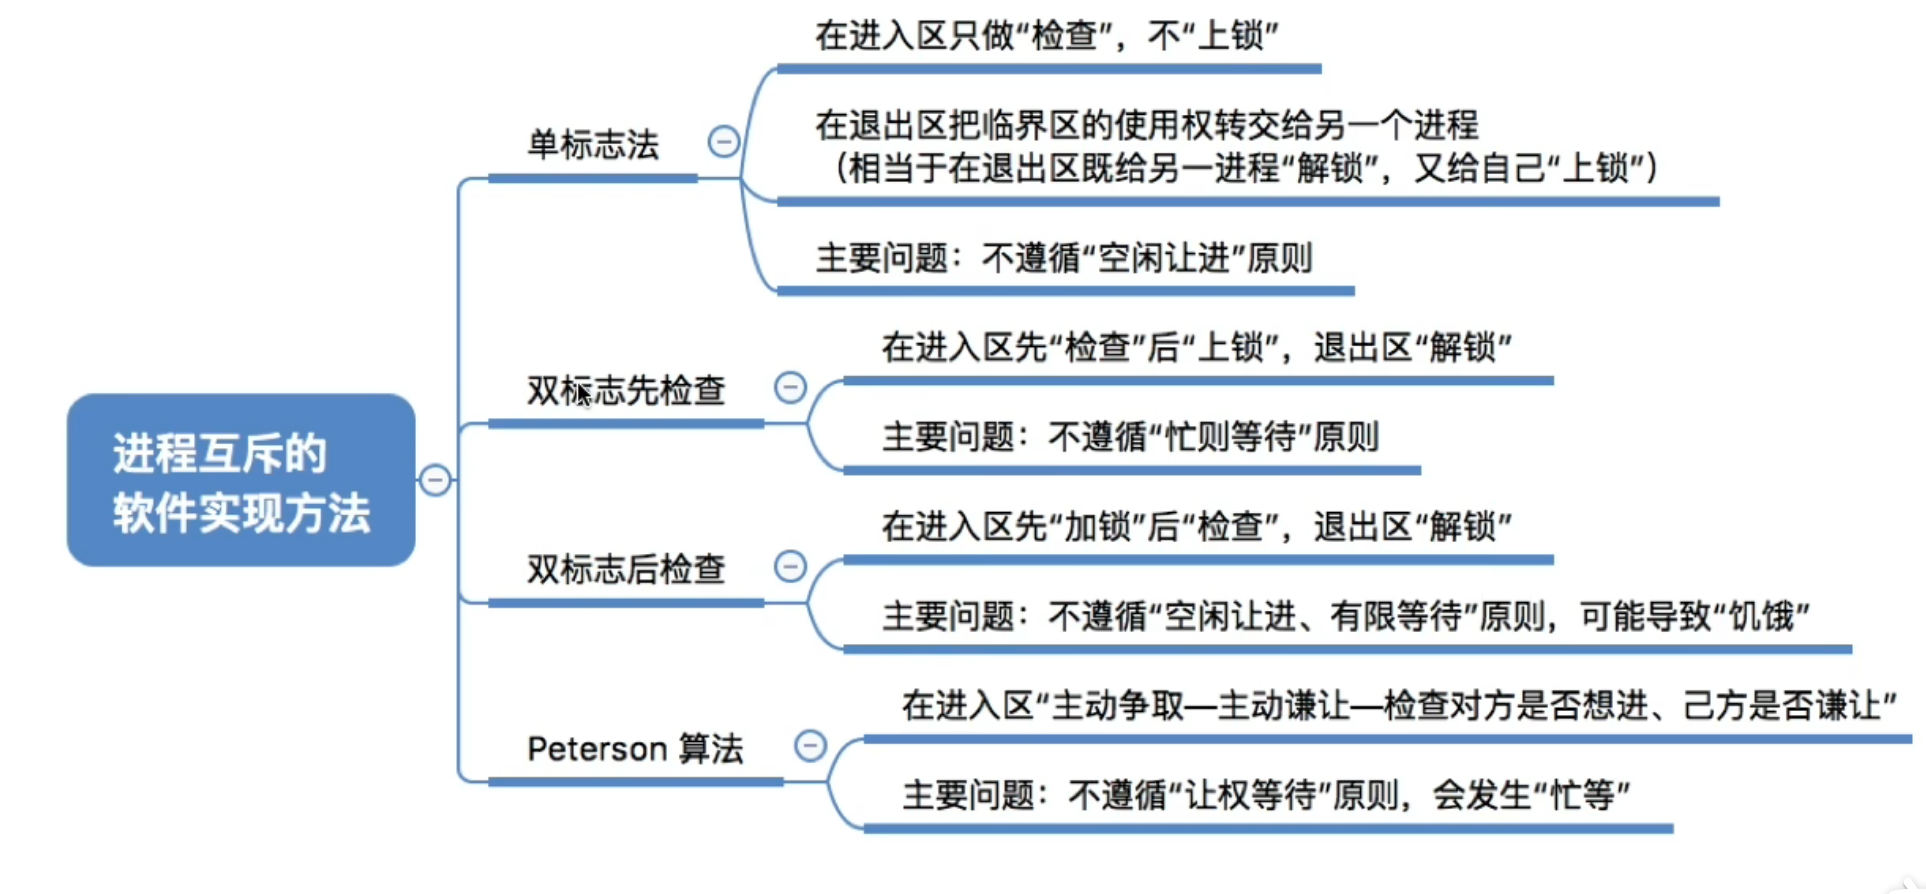 进程互斥的
软件实现方法
单标志法
在进入区只做“检查”，不“上锁”
在退出区把临界区的使用权转交给另一个进程
（相当于在退出区既给另一进程“解锁”，又给自己“上锁”）
主要问题：不遵循“空闲让进”原则
双标志先检查
在进入区先“检查”后“上锁”，退出区“解锁”
主要问题：不遵循“忙则等待”原则
双标志后检查
在进入区先“加锁”后“检查”，退出区“解锁”
主要问题：不遵循“空闲让进、有限等待”原则，可能导致“饥饿”
Peterson 算法
在进入区“主动争取—主动谦让—检查对方是否想进、己方是否谦让”
主要问题：不遵循“让权等待”原则，会发生“忙等”